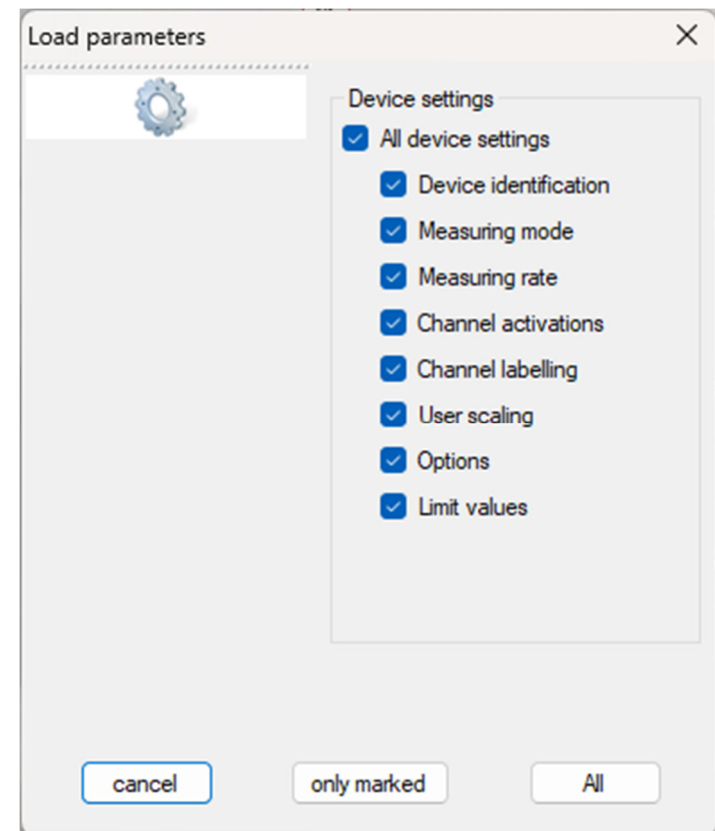 Load parameters
Device settings
All device settings
Device identification
Measuring mode
Measuring rate
Channel activations
Channel labelling
User scaling
Options
Limit values
cancel
only marked
All